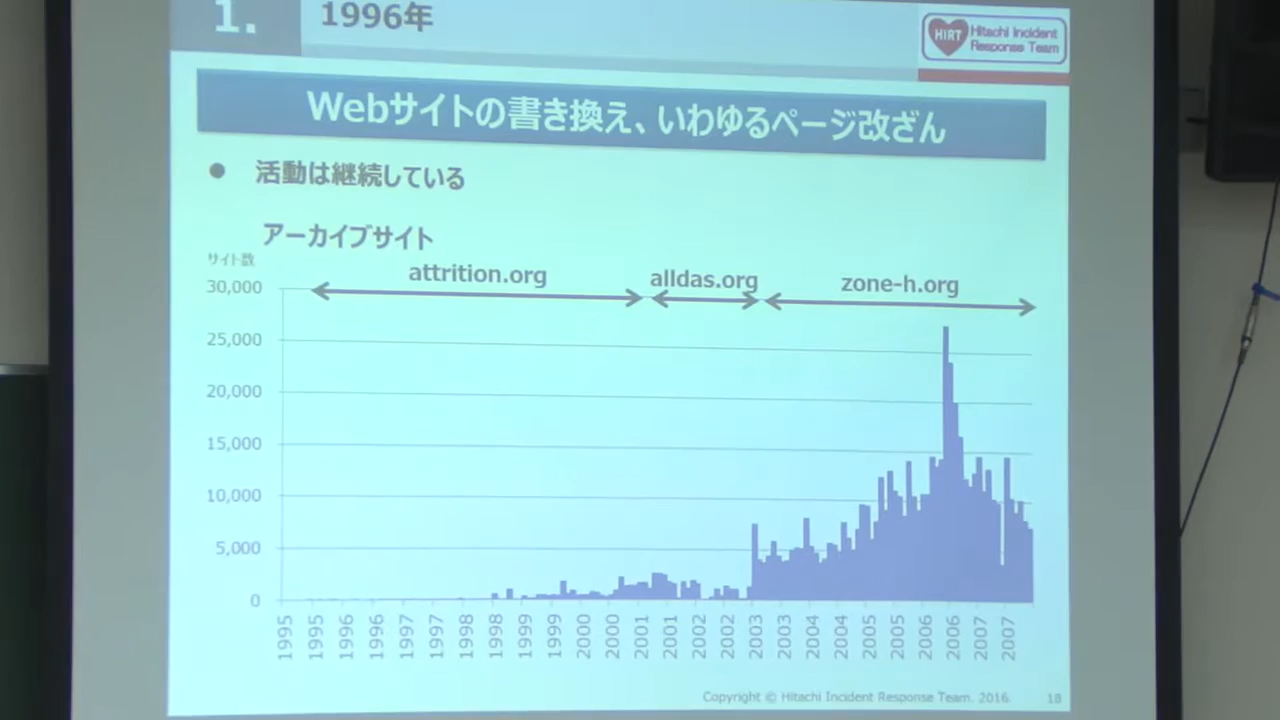 1.
1996年
HIRT
Hitachi Incident
Response Team
Webサイトの書き換え、いわゆるページ改ざん
● 活動は継続している
アーカイブサイト
サイト数
attrition.org
alldas.org
zone-h.org
30,000
25,000
20,000
15,000
10,000
5,000
0
1995
1995
1996
1996
1997
1997
1998
1998
1999
1999
2000
2000
2001
2001
2002
2002
2003
2003
2004
2004
2005
2005
2006
2006
2007
2007
Copyright © Hitachi Incident Response Team. 2016.
18